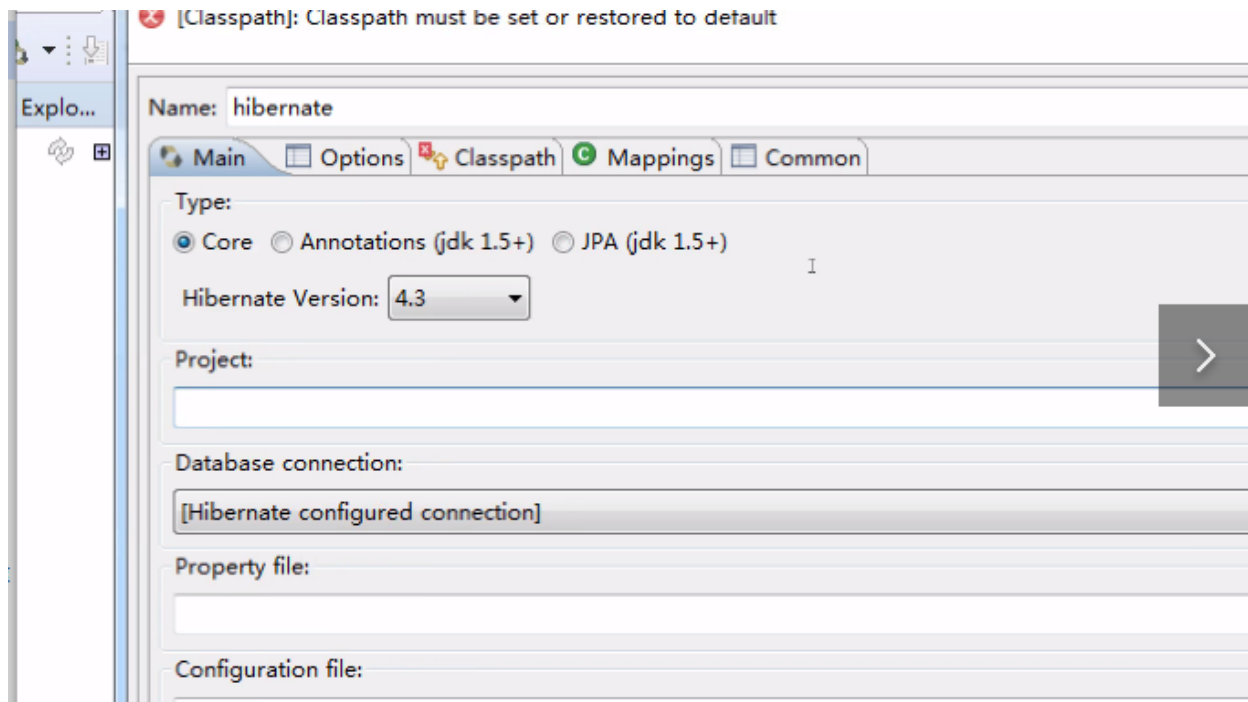 [Classpath]: Classpath must be set or restored to default
Explo...
Name: hibernate
Main Options Classpath Mappings Common
Type:
Core Annotations (jdk 1.5+) JPA (jdk 1.5+)
Hibernate Version: 4.3
Project:
Database connection:
[Hibernate configured connection]
Property file:
Configuration file: